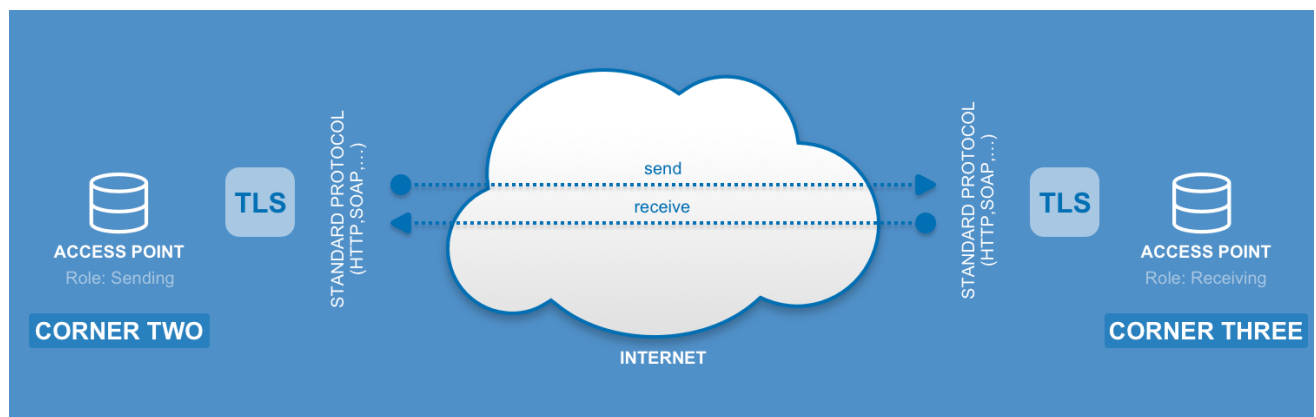 TLS
ACCESS POINT
Role: Sending
CORNER TWO
STANDARD PROTOCOL
(HTTP,SOAP,...)
send
receive
INTERNET
STANDARD PROTOCOL
(HTTP,SOAP,...)
TLS
ACCESS POINT
Role: Receiving
CORNER THREE